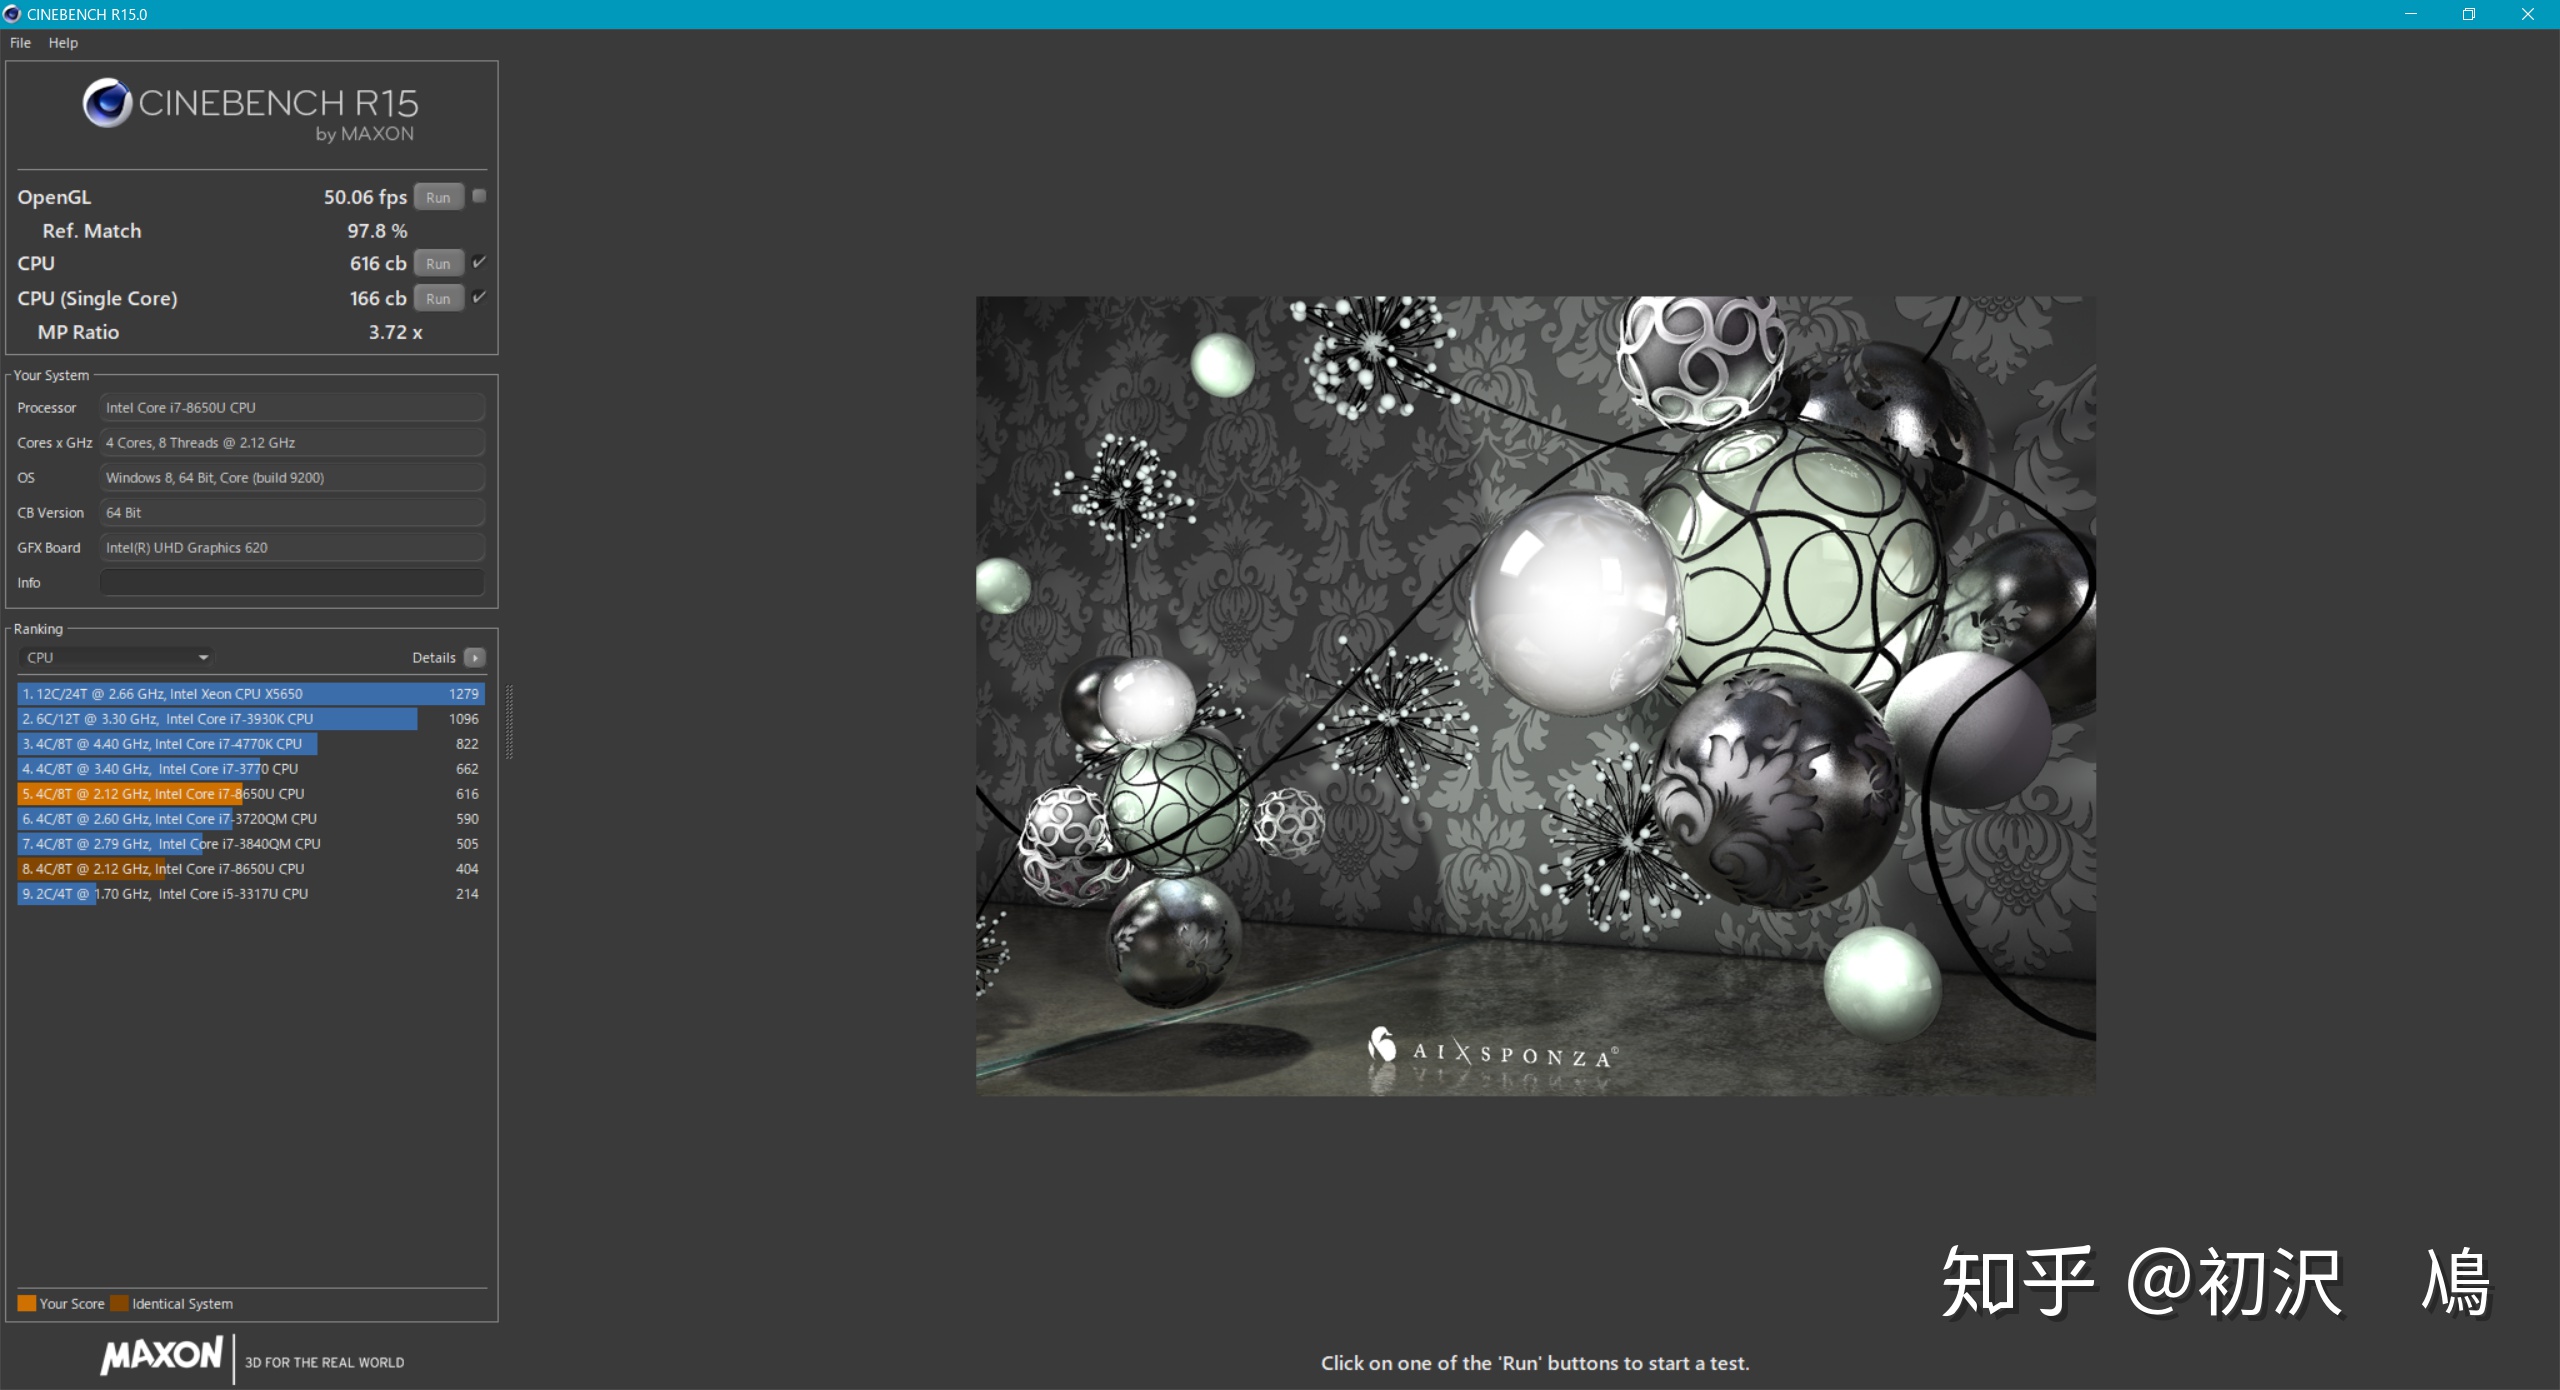 CINEBENCH R15.0
File Help
CINEBENCH R15
by MAXON
OpenGL 50.06 fps Run
Ref. Match 97.8 %
CPU 616 cb Run
CPU (Single Core) 166 cb Run
MP Ratio 3.72 x
Your System
Processor Intel Core i7-8650U CPU
Cores x GHz 4 Cores, 8 Threads @ 2.12 GHz
OS Windows 8, 64 Bit, Core (build 9200)
CB Version 64 Bit
GFX Board Intel(R) UHD Graphics 620
Info
Ranking
CPU Details
1. 12C/24T @ 2.66 GHz, Intel Xeon CPU X5650 1279
2. 6C/12T @ 3.30 GHz, Intel Core i7-3930K CPU 1096
3. 4C/8T @ 4.40 GHz, Intel Core i7-4770K CPU 822
4. 4C/8T @ 3.40 GHz, Intel Core i7-3770 CPU 662
5. 4C/8T @ 2.12 GHz, Intel Core i7-8650U CPU 616
6. 4C/8T @ 2.60 GHz, Intel Core i7-3720QM CPU 590
7. 4C/8T @ 2.79 GHz, Intel Core i7-3840QM CPU 505
8. 4C/8T @ 2.12 GHz, Intel Core i7-8650U CPU 404
9. 2C/4T @ 1.70 GHz, Intel Core i5-3317U CPU 214
Your Score Identical System
MAXON 3D FOR THE REAL WORLD
AIXSPONZA®
知乎 @初沢 鳰
Click on one of the 'Run' buttons to start a test.